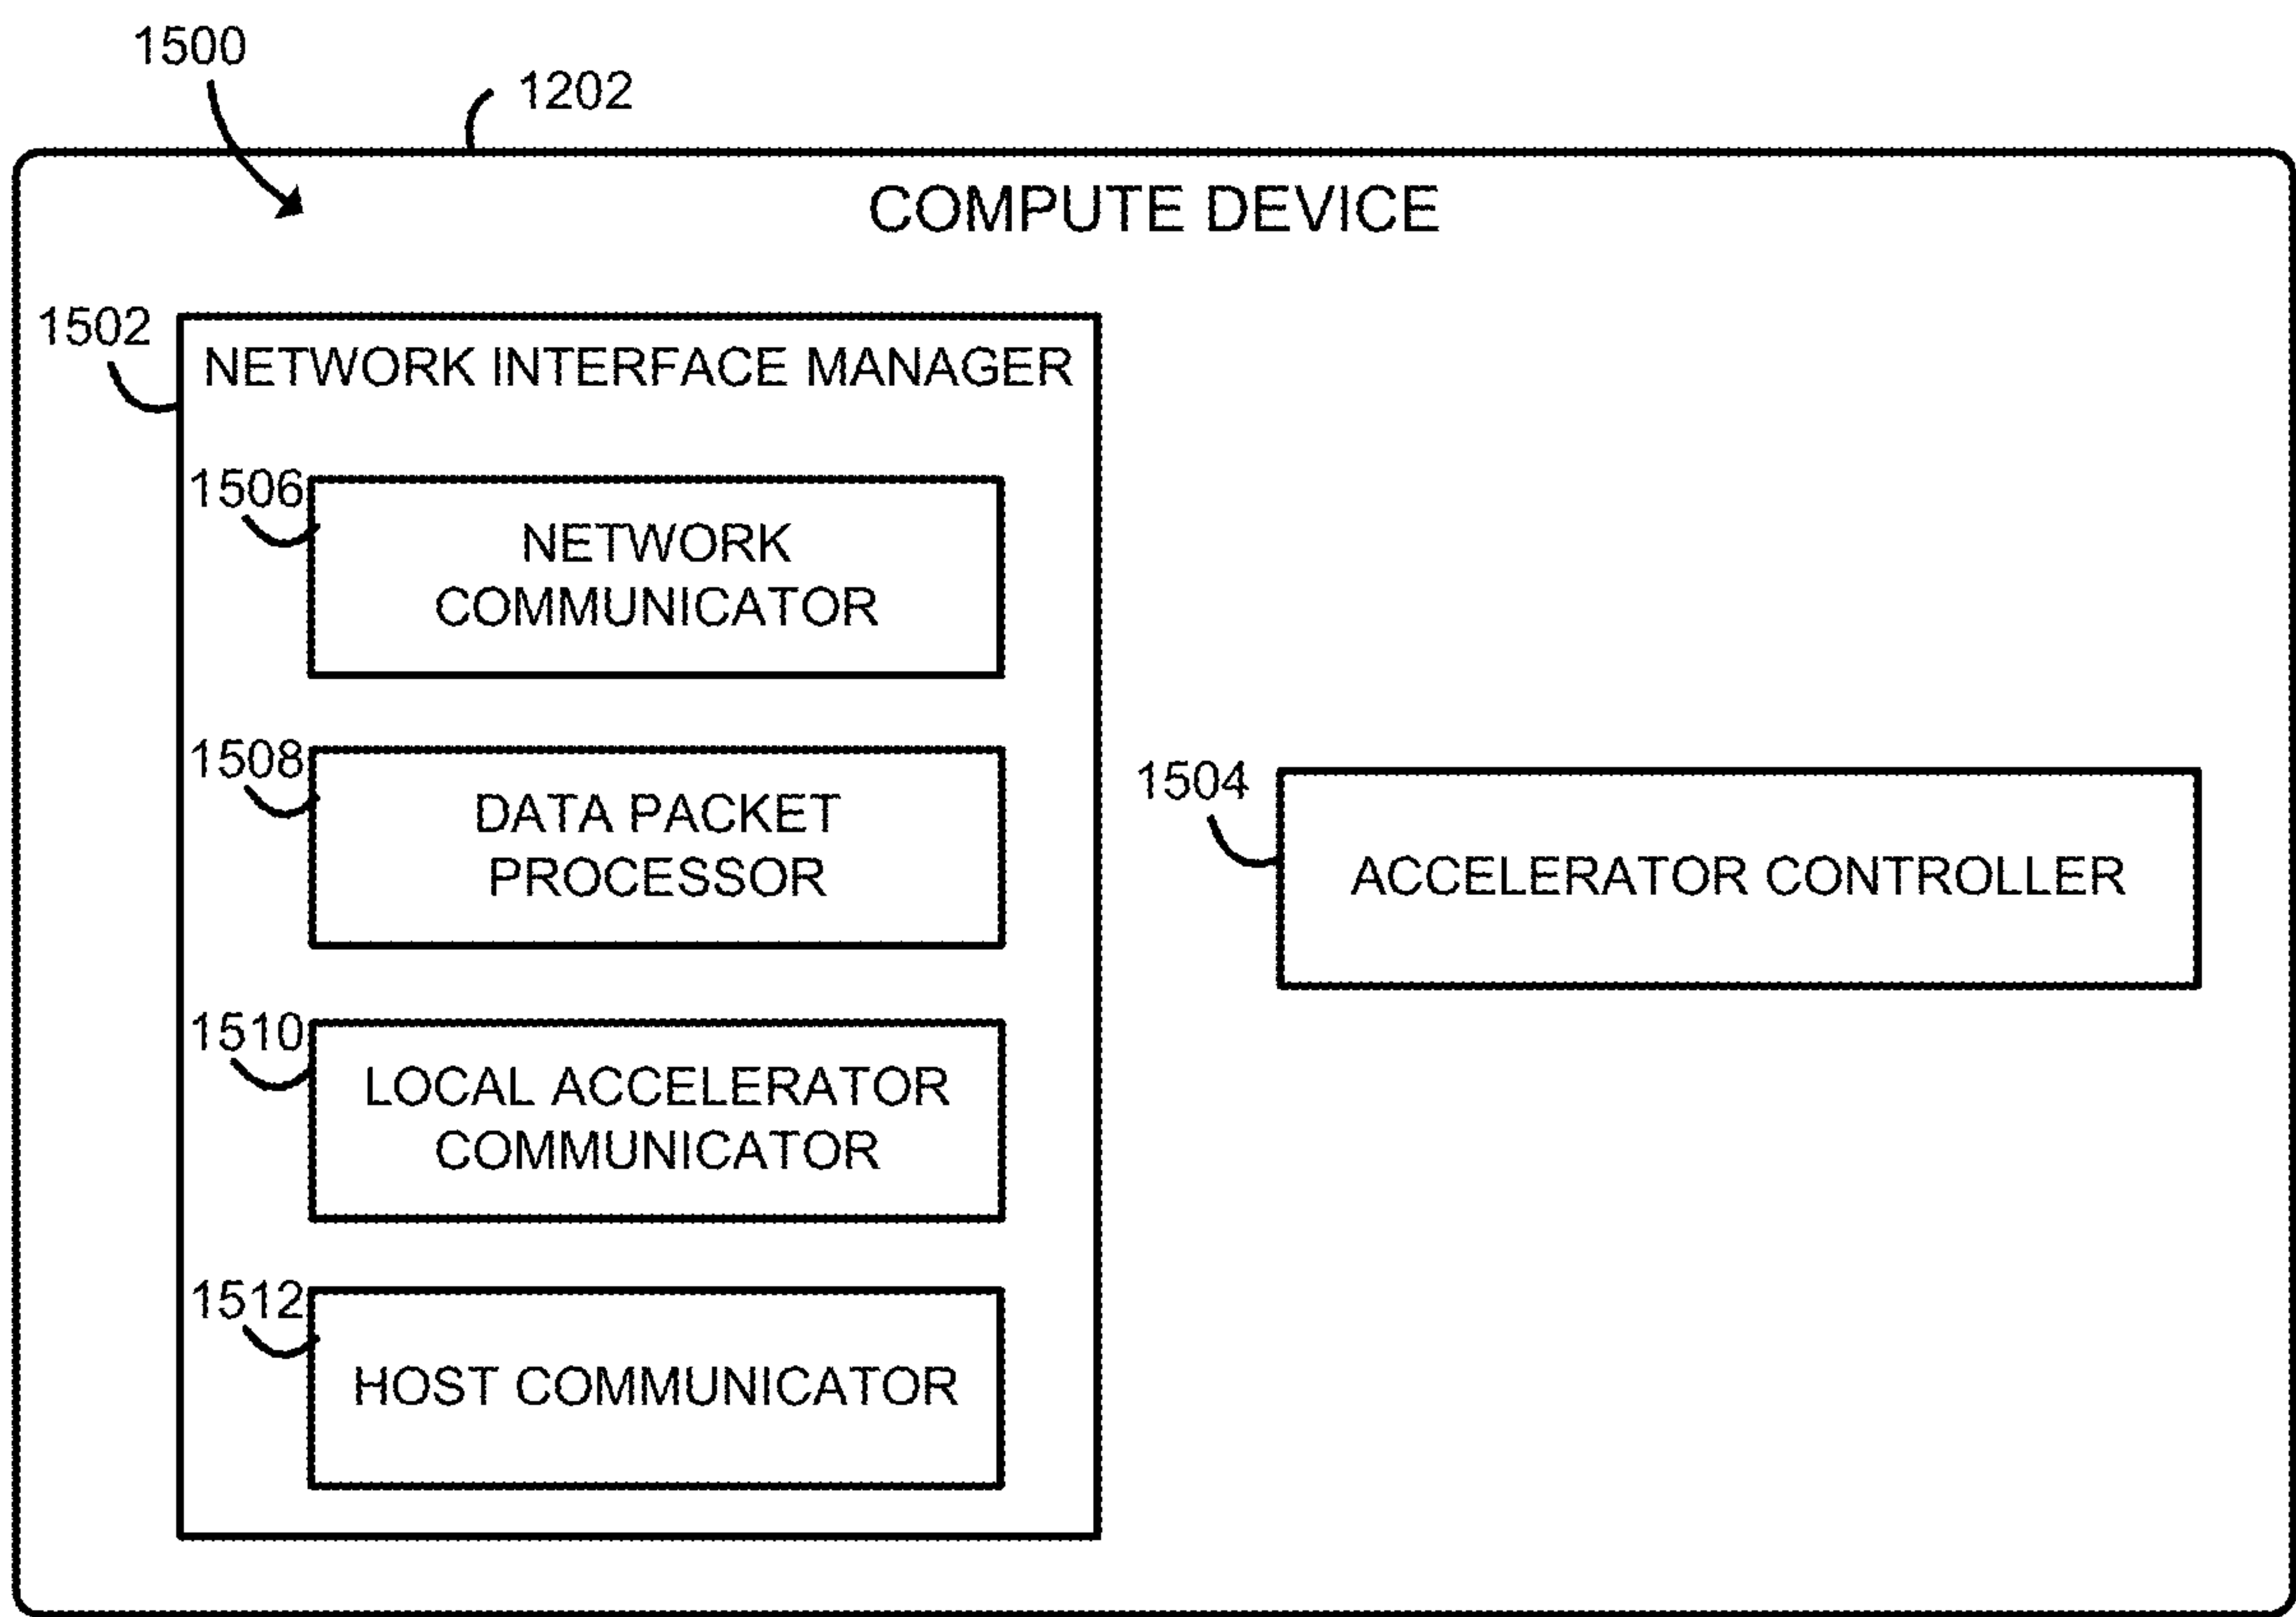 1500
1202
COMPUTE DEVICE
1502
NETWORK INTERFACE MANAGER
1506
NETWORK
COMMUNICATOR
1508
DATA PACKET
PROCESSOR
1510
LOCAL ACCELERATOR
COMMUNICATOR
1512
HOST COMMUNICATOR
1504
ACCELERATOR CONTROLLER